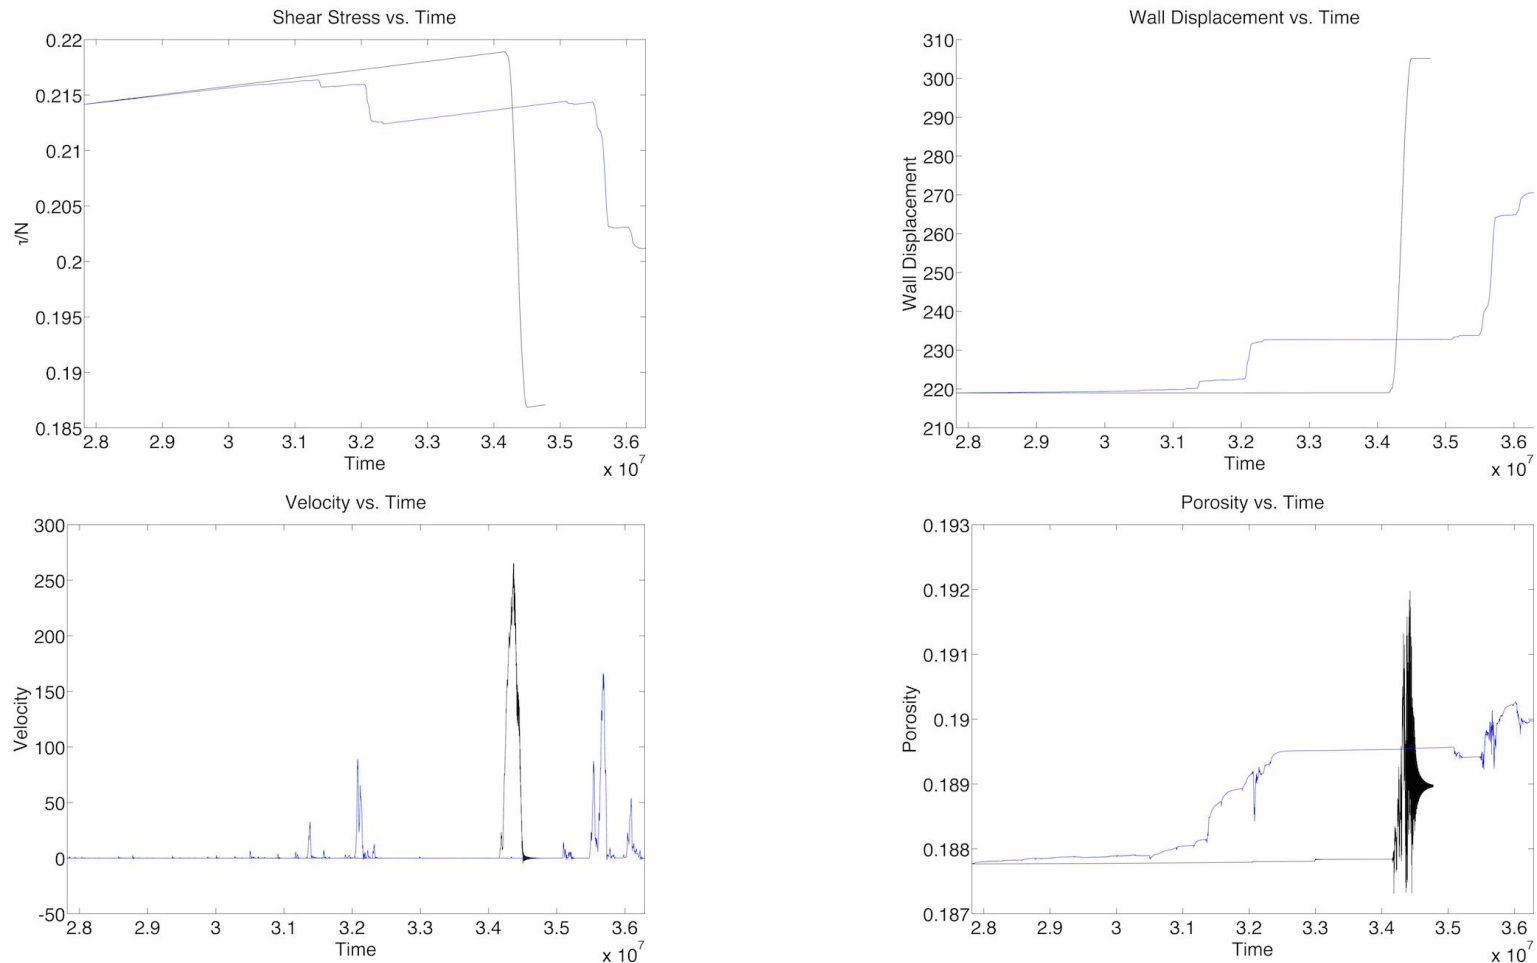 Shear Stress vs. Time
0.22
0.215
0.21
0.205
0.2
0.195
0.19
0.185
τ/N
2.8 2.9 3 3.1 3.2 3.3 3.4 3.5 3.6
Time
x 10^7
Wall Displacement vs. Time
310
300
290
280
270
260
250
240
230
220
210
Wall Displacement
2.8 2.9 3 3.1 3.2 3.3 3.4 3.5 3.6
Time
x 10^7
Velocity vs. Time
300
250
200
150
100
50
0
-50
Velocity
2.8 2.9 3 3.1 3.2 3.3 3.4 3.5 3.6
Time
x 10^7
Porosity vs. Time
0.193
0.192
0.191
0.19
0.189
0.188
0.187
Porosity
2.8 2.9 3 3.1 3.2 3.3 3.4 3.5 3.6
Time
x 10^7